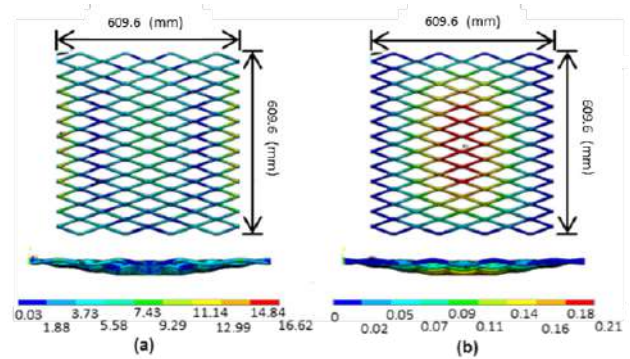 609.6 (mm)
609.6 (mm)
609.6 (mm)
609.6 (mm)
0.03 3.73 7.43 11.14 14.84
1.88 5.58 9.29 12.99 16.62
(a)
0 0.05 0.09 0.14 0.18
0.02 0.07 0.11 0.16 0.21
(b)